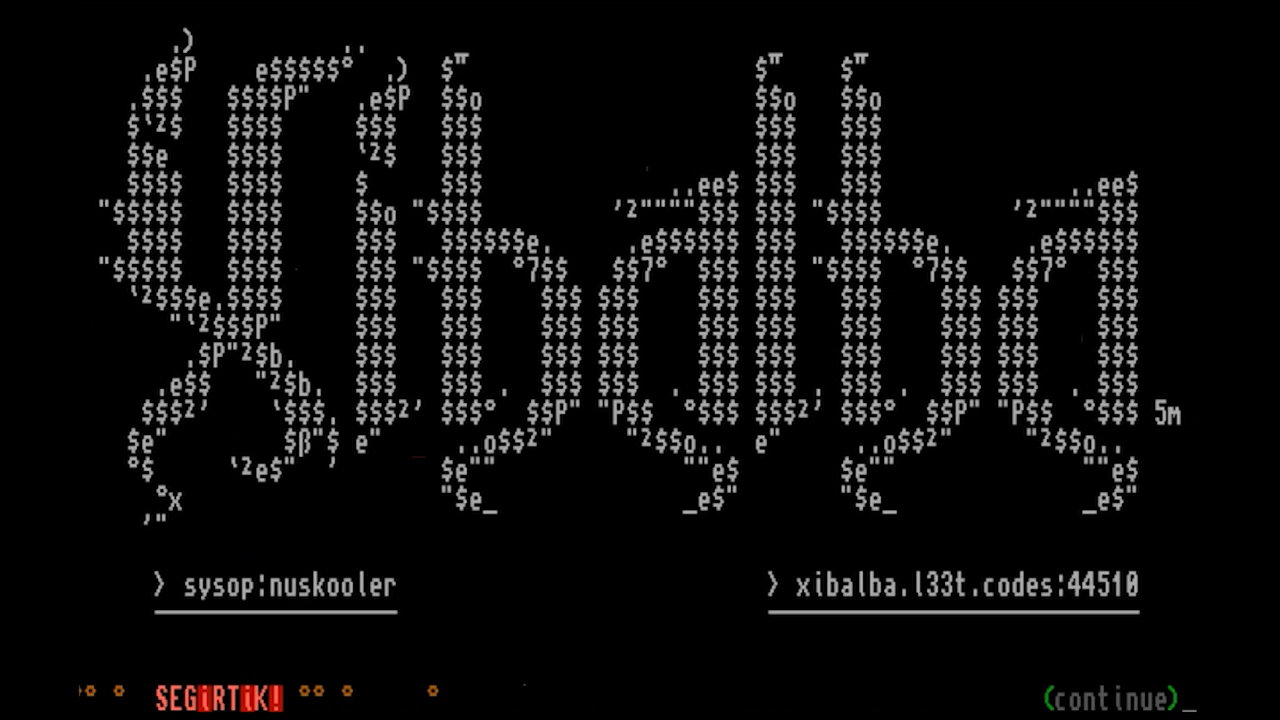 Xibalba
5m
> sysop:nuskooler
> xibalba.l33t.codes:44510
SEGiRTiK!
(continue)_